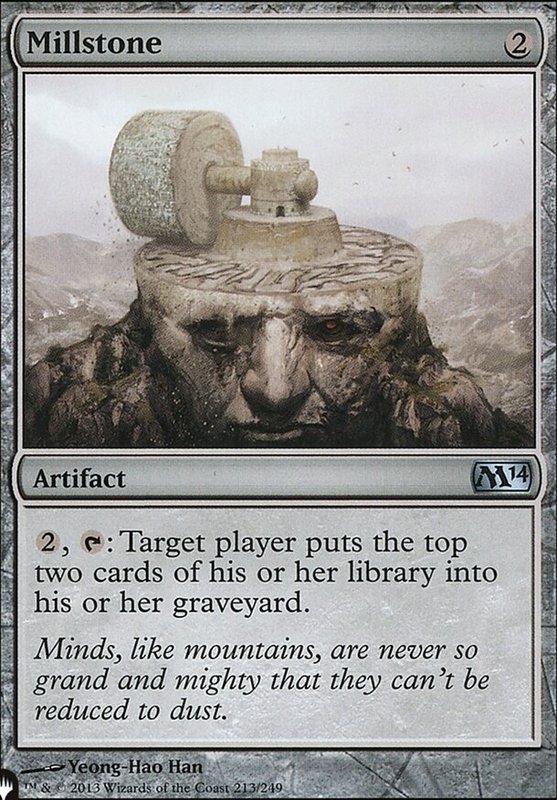 Millstone 2
Artifact M14
2, : Target player puts the top
two cards of his or her library into
his or her graveyard.
Minds, like mountains, are never so
grand and mighty that they can't be
reduced to dust.
Yeong-Hao Han
™ & © 2013 Wizards of the Coast 213/249